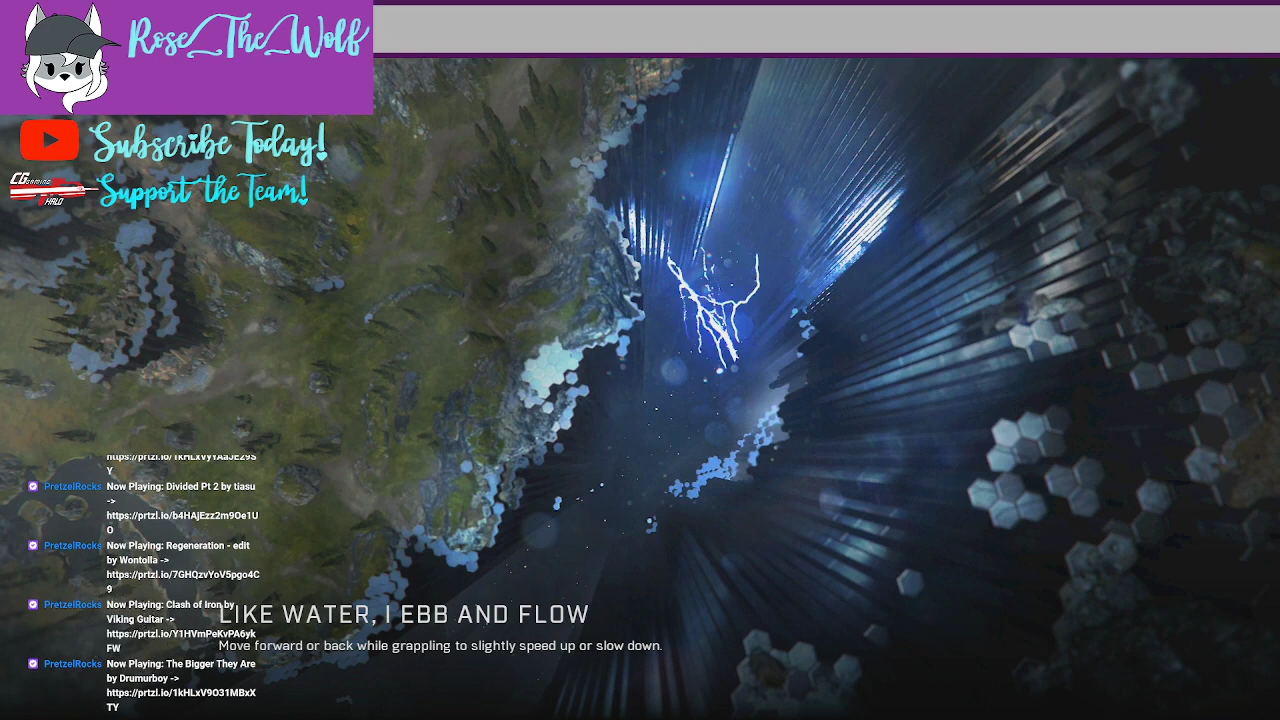 Rose_The_Wolf
Subscribe Today!
CGaming
HALO
Support the Team!
Y
PretzelRocks Now Playing: Divided Pt 2 by tiasu
->
https://prtzl.io/b4HAjEzz2m9Oe1U
O
PretzelRocks Now Playing: Regeneration - edit
by Wontolla ->
https://prtzl.io/7GHQzvYoV5pgo4C
9
PretzelRocks Now Playing: Clash of Iron by
Viking Guitar ->
https://prtzl.io/Y1HVmPeKvPA6yk
FW
PretzelRocks Now Playing: The Bigger They Are
by Drumurboy ->
https://prtzl.io/1kHLxV9O31MBxX
TY
LIKE WATER, I EBB AND FLOW
Move forward or back while grappling to slightly speed up or slow down.